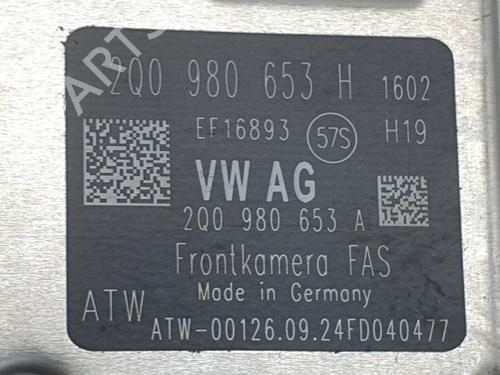 2Q0 980 653 H 1602
EF16893 57S H19
VW AG
2Q0 980 653 A
Frontkamera FAS
Made in Germany
ATW
ATW-00126.09.24FD040477